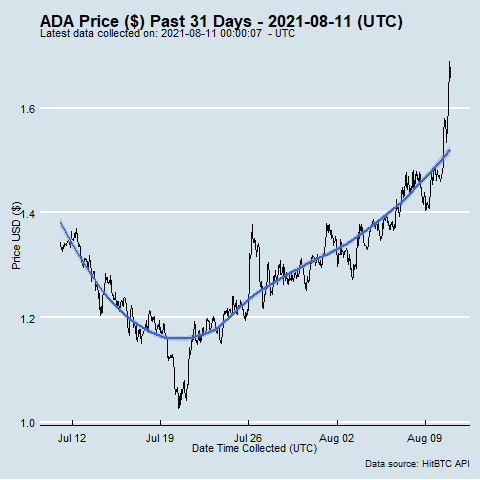 ADA Price ($) Past 31 Days - 2021-08-11 (UTC)
Latest data collected on: 2021-08-11 00:00:07  - UTC
Price USD ($)
1.6
1.4
1.2
1.0
Jul 12 Jul 19 Jul 26 Aug 02 Aug 09
Date Time Collected (UTC)
Data source: HitBTC API